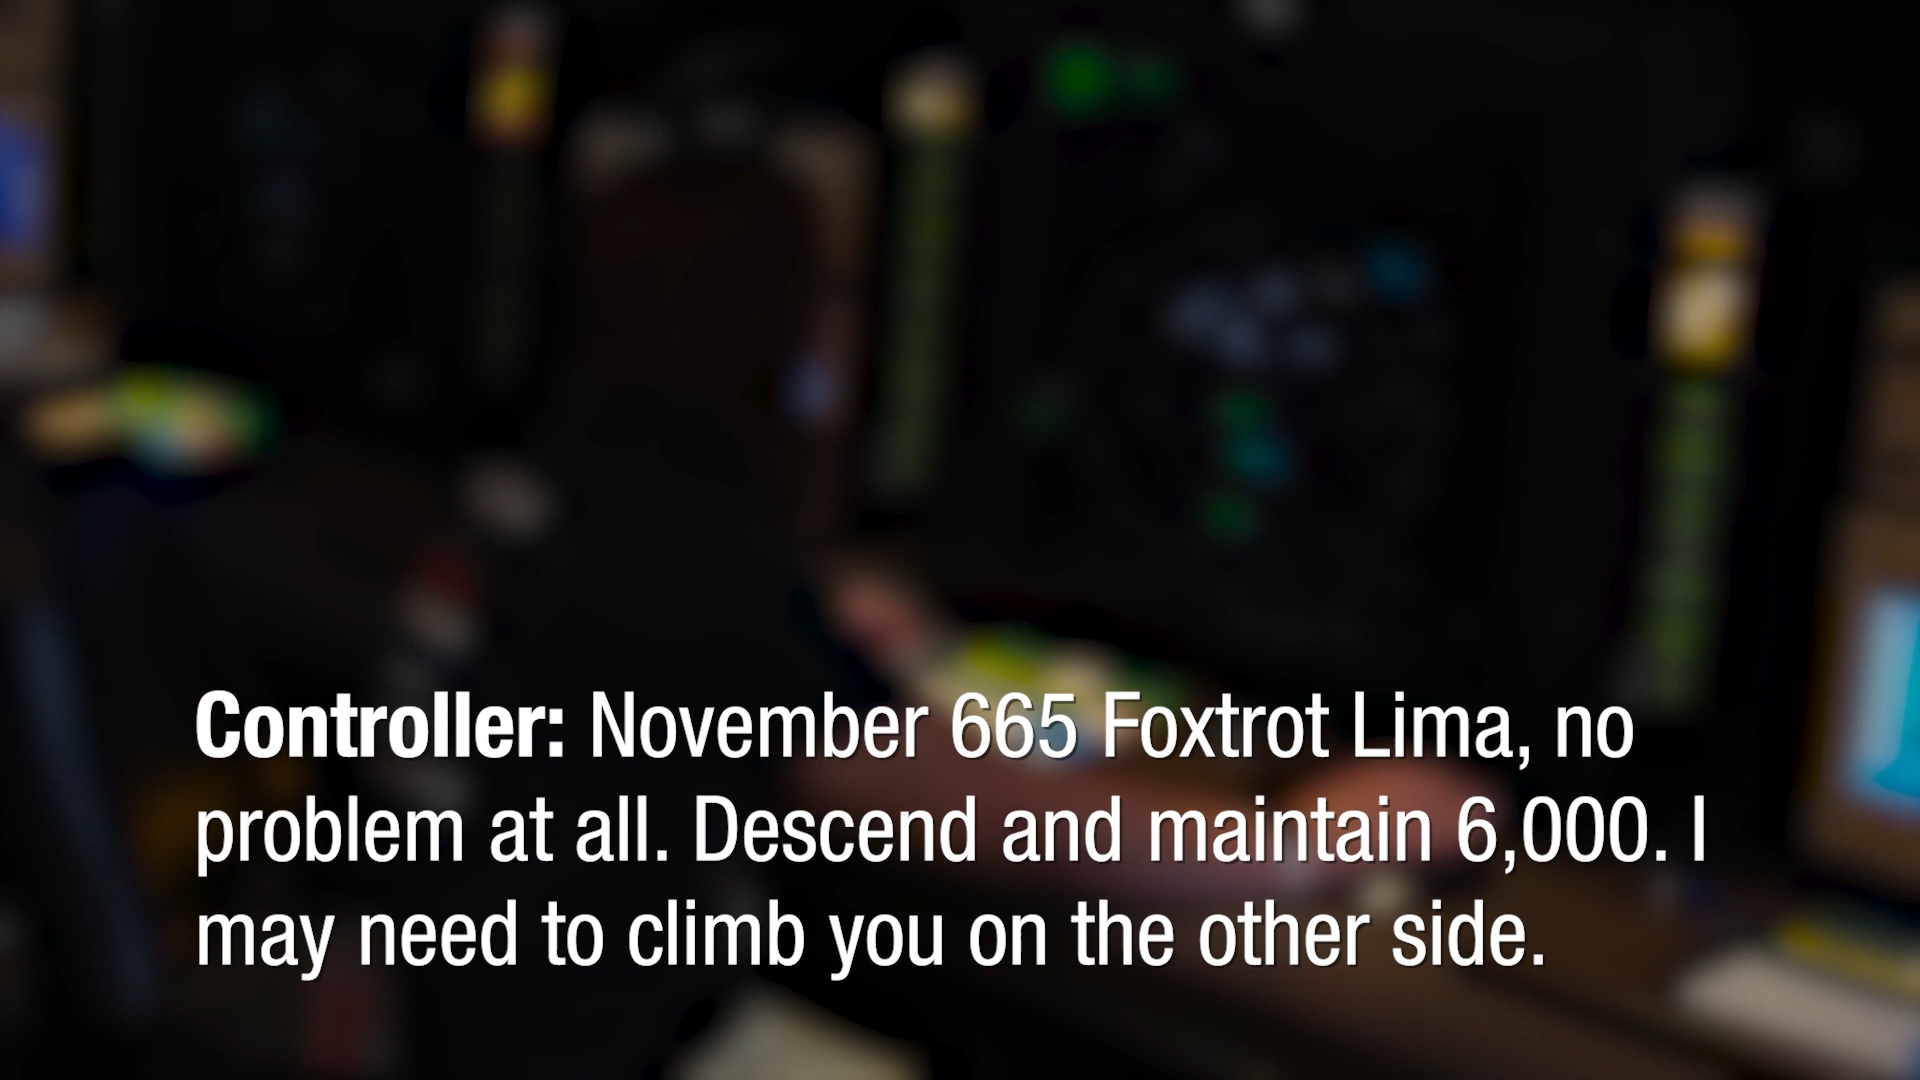 Controller: November 665 Foxtrot Lima, no
problem at all. Descend and maintain 6,000. I
may need to climb you on the other side.